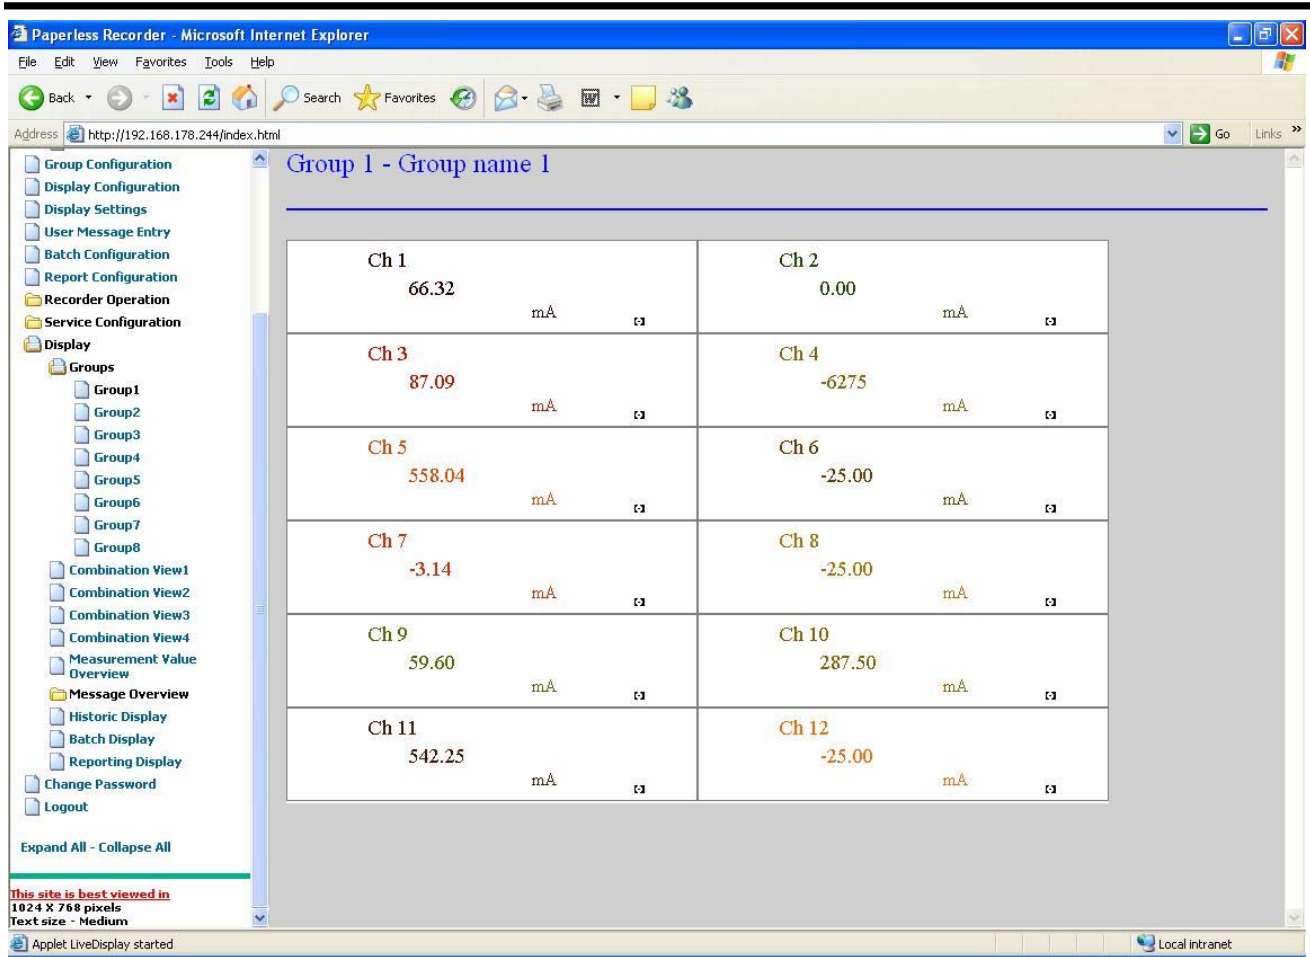 Paperless Recorder - Microsoft Internet Explorer
File Edit View Favorites Tools Help
Back Search Favorites
Address http://192.168.178.244/index.html Go Links »
Group Configuration
Display Configuration
Display Settings
User Message Entry
Batch Configuration
Report Configuration
Recorder Operation
Service Configuration
Display
Groups
Group1
Group2
Group3
Group4
Group5
Group6
Group7
Group8
Combination View1
Combination View2
Combination View3
Combination View4
Measurement Value
Overview
Message Overview
Historic Display
Batch Display
Reporting Display
Change Password
Logout
Expand All - Collapse All
This site is best viewed in
1024 X 768 pixels
Text size - Medium
Group 1 - Group name 1
Ch 1
66.32
mA
[-]
Ch 2
0.00
mA
[-]
Ch 3
87.09
mA
[-]
Ch 4
-6275
mA
[-]
Ch 5
558.04
mA
[-]
Ch 6
-25.00
mA
[-]
Ch 7
-3.14
mA
[-]
Ch 8
-25.00
mA
[-]
Ch 9
59.60
mA
[-]
Ch 10
287.50
mA
[-]
Ch 11
542.25
mA
[-]
Ch 12
-25.00
mA
[-]
Applet LiveDisplay started
Local intranet